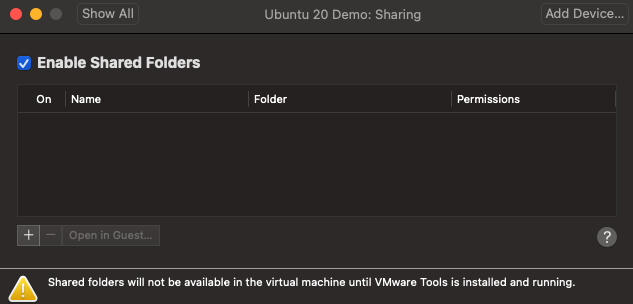 Show All Ubuntu 20 Demo: Sharing Add Device...
Enable Shared Folders
On Name Folder Permissions
+ − Open in Guest... ?
Shared folders will not be available in the virtual machine until VMware Tools is installed and running.